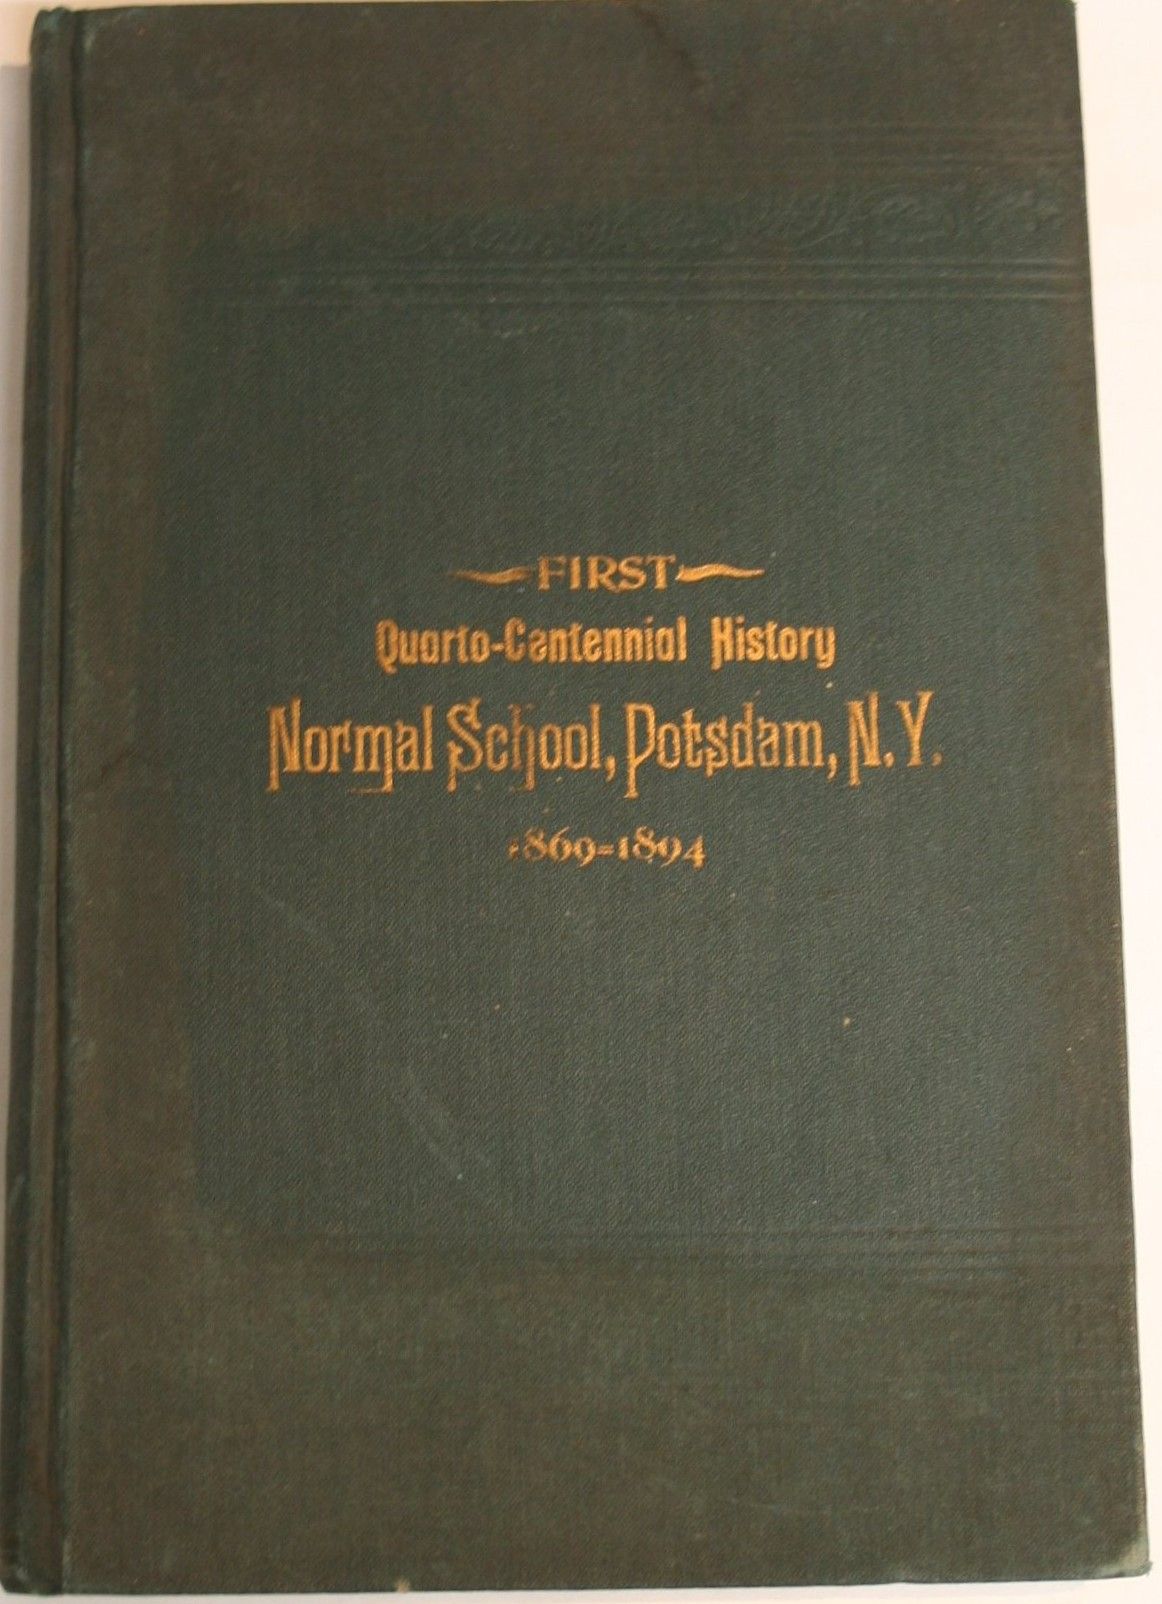 FIRST
Quarto-Centennial History
Normal School, Potsdam, N.Y.
1869=1894